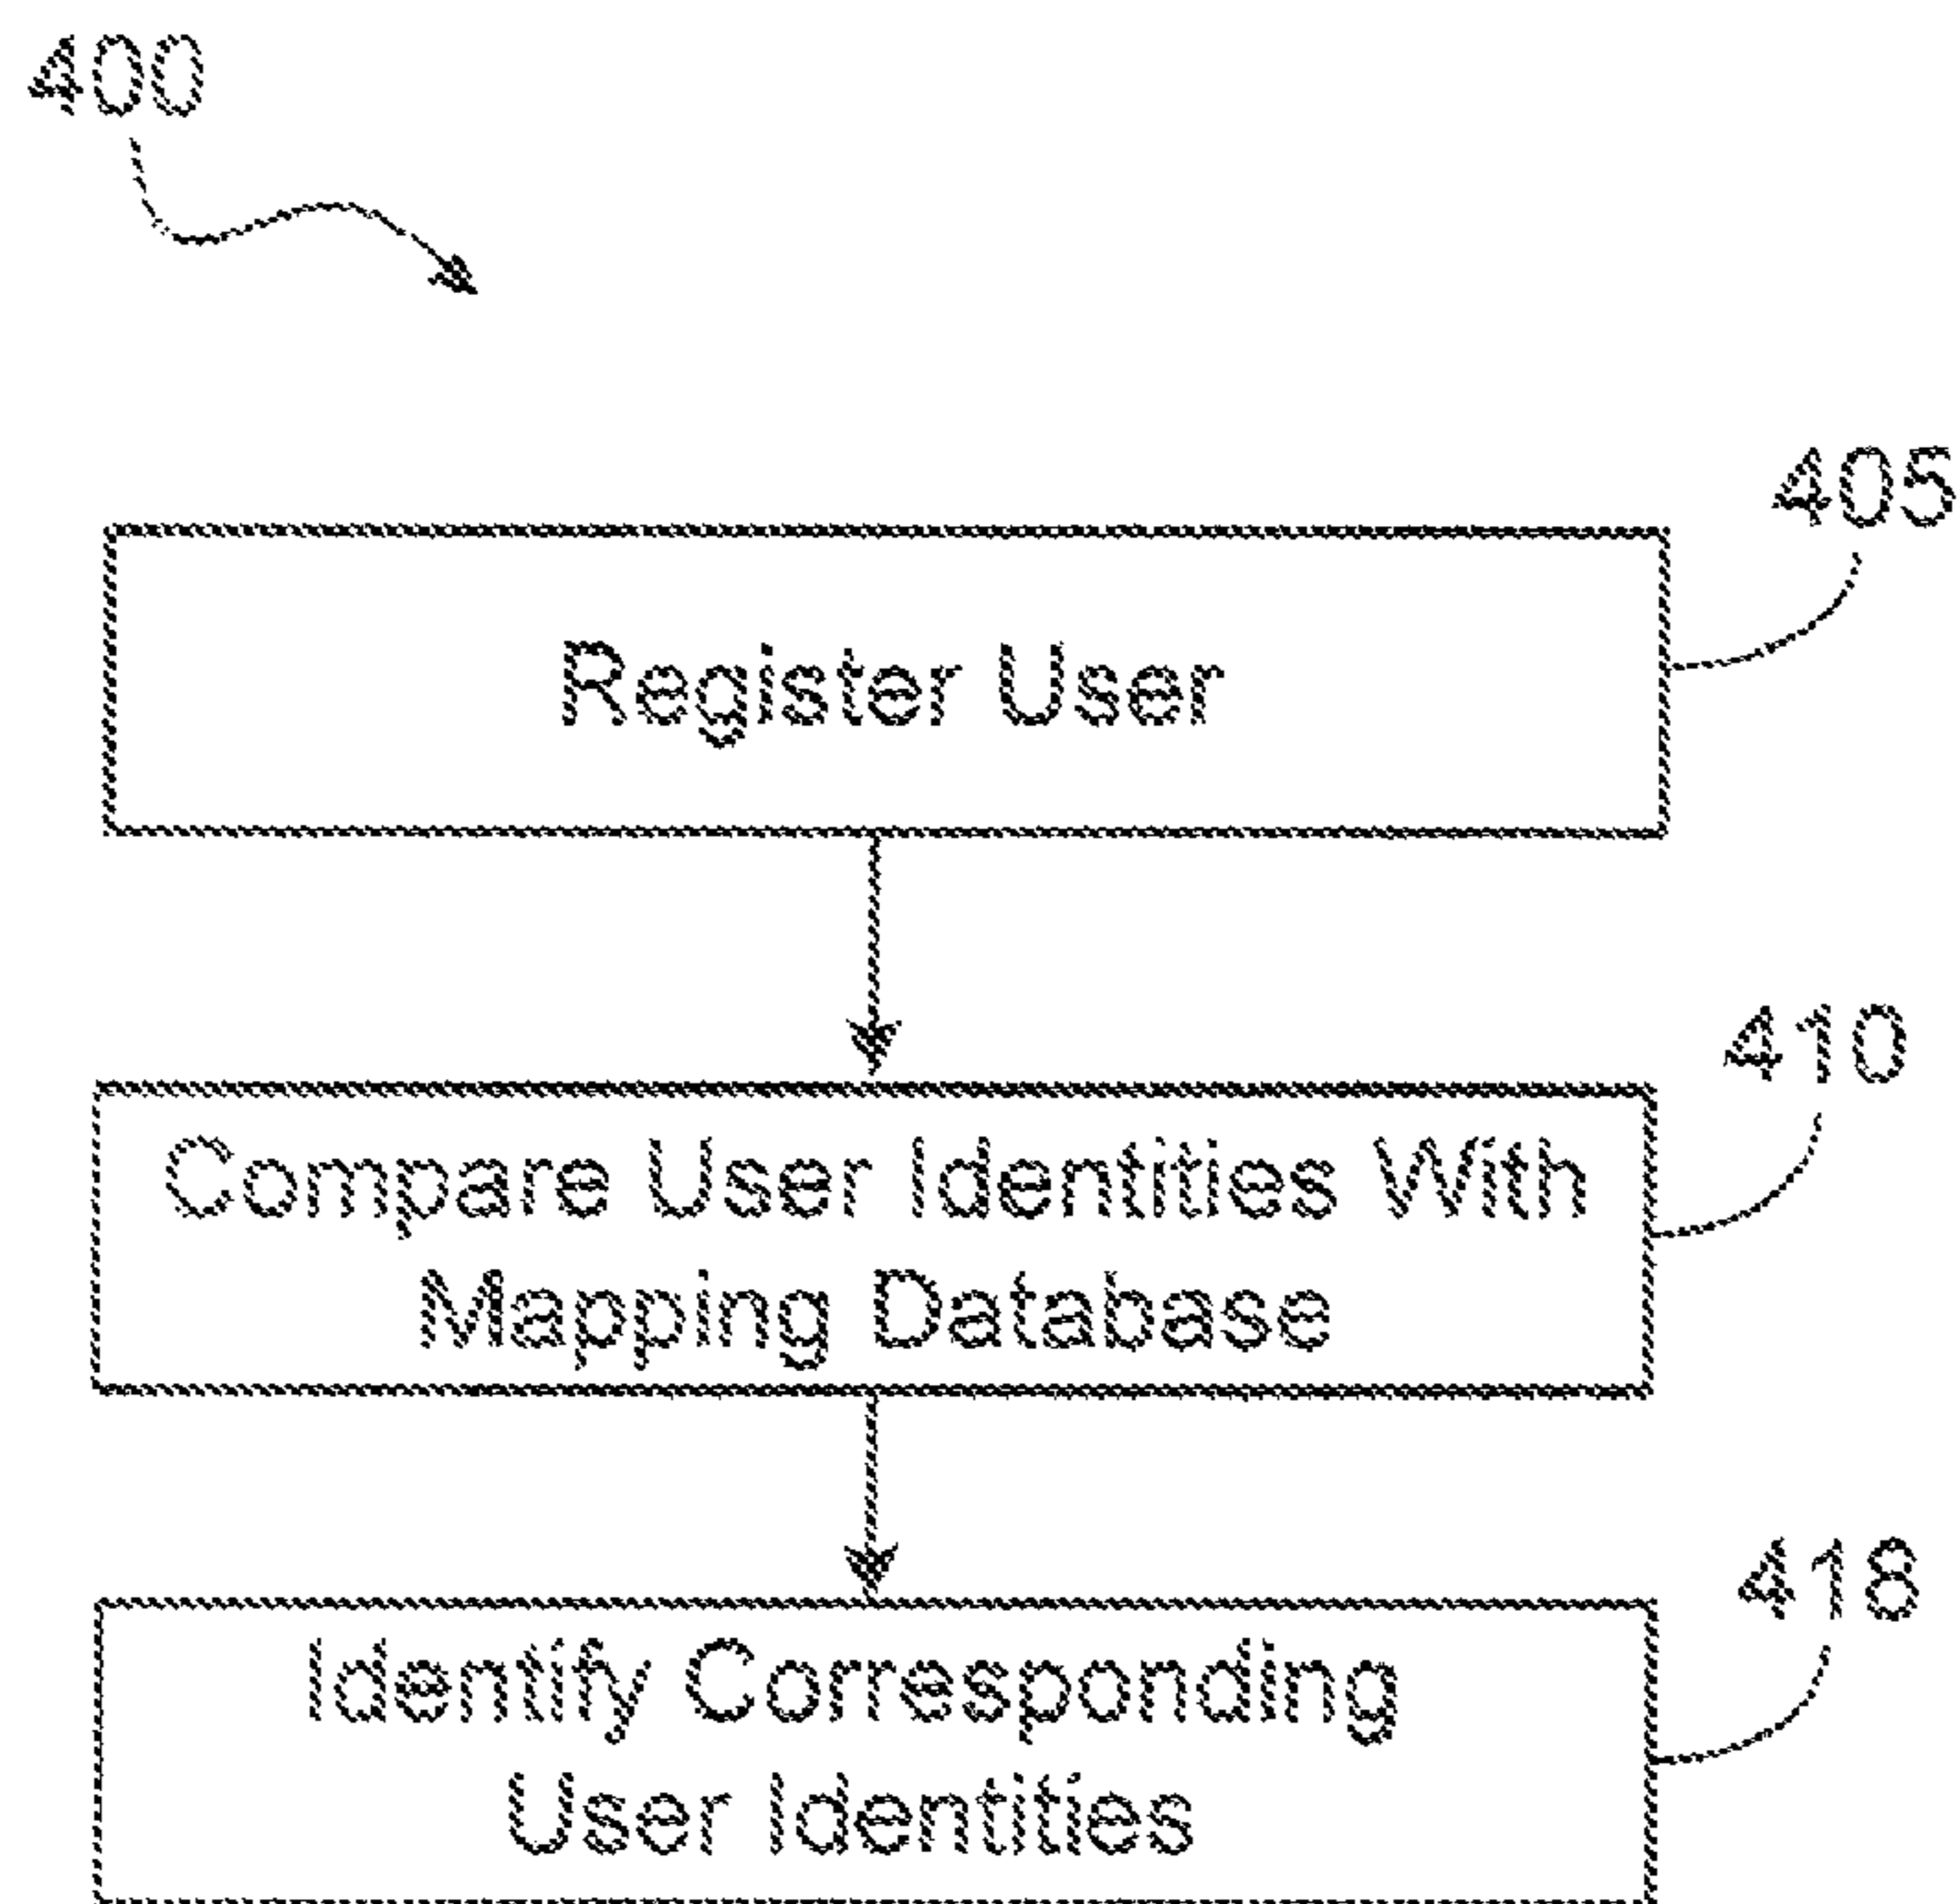 400
405
Register User
410
Compare User Identities With
Mapping Database
418
Identify Corresponding
User Identities